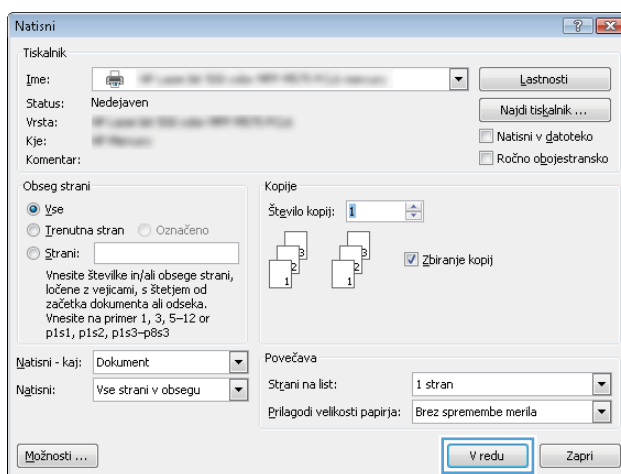 Natisni
Tiskalnik
Ime:
Lastnosti
Status: Nedejaven
Najdi tiskalnik ...
Vrsta:
Natisni v datoteko
Kje:
Komentar:
Ročno obojestransko
Obseg strani
Vse
Trenutna stran Označeno
Strani:
Vnesite številke in/ali obsege strani,
ločene z vejicami, s štetjem od
začetka dokumenta ali odseka.
Vnesite na primer 1, 3, 5–12 or
p1s1, p1s2, p1s3–p8s3
Kopije
Število kopij: 1
3 3
2 2
1 1
Zbiranje kopij
Natisni - kaj: Dokument
Natisni: Vse strani v obsegu
Povečava
Strani na list: 1 stran
Prilagodi velikosti papirja: Brez spremembe merila
Možnosti ...
V redu
Zapri